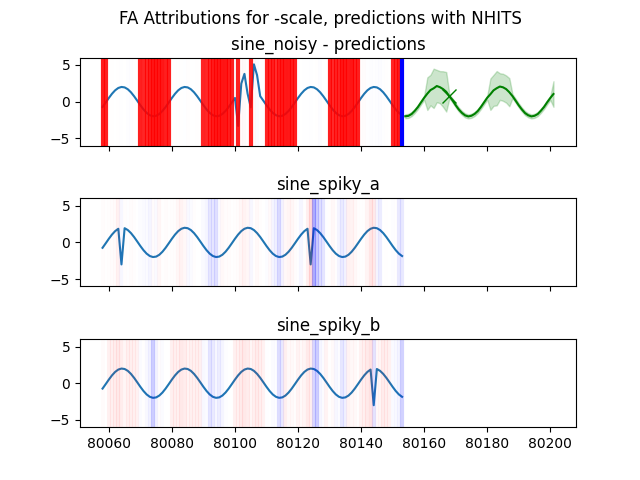 FA Attributions for -scale, predictions with NHITS
sine_noisy - predictions
5
0
−5
sine_spiky_a
5
0
−5
sine_spiky_b
5
0
−5
80060 80080 80100 80120 80140 80160 80180 80200